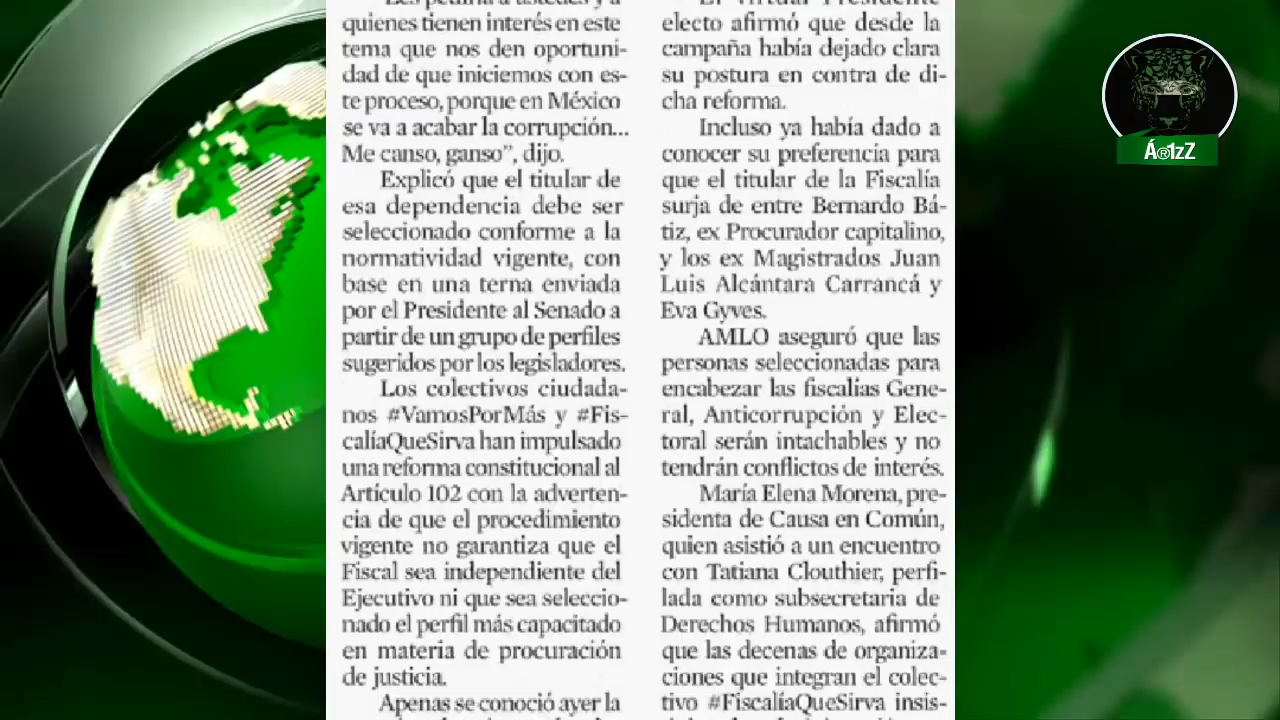 Les pediría a ustedes y a
quienes tienen interés en este
tema que nos den oportuni-
dad de que iniciemos con es-
te proceso, porque en México
se va a acabar la corrupción...
Me canso, ganso”, dijo.
Explicó que el titular de
esa dependencia debe ser
seleccionado conforme a la
normatividad vigente, con
base en una terna enviada
por el Presidente al Senado a
partir de un grupo de perfiles
sugeridos por los legisladores.
Los colectivos ciudada-
nos #VamosPorMás y #Fis-
calíaQueSirva han impulsado
una reforma constitucional al
Artículo 102 con la adverten-
cia de que el procedimiento
vigente no garantiza que el
Fiscal sea independiente del
Ejecutivo ni que sea seleccio-
nado el perfil más capacitado
en materia de procuración
de justicia.
Apenas se conoció ayer la
El virtual Presidente
electo afirmó que desde la
campaña había dejado clara
su postura en contra de di-
cha reforma.
Incluso ya había dado a
conocer su preferencia para
que el titular de la Fiscalía
surja de entre Bernardo Bá-
tiz, ex Procurador capitalino,
y los ex Magistrados Juan
Luis Alcántara Carrancá y
Eva Gyves.
AMLO aseguró que las
personas seleccionadas para
encabezar las fiscalías Gene-
ral, Anticorrupción y Elec-
toral serán intachables y no
tendrán conflictos de interés.
María Elena Morena, pre-
sidenta de Causa en Común,
quien asistió a un encuentro
con Tatiana Clouthier, perfi-
lada como subsecretaria de
Derechos Humanos, afirmó
que las decenas de organiza-
ciones que integran el colec-
tivo #FiscalíaQueSirva insis-
Á®1zZ